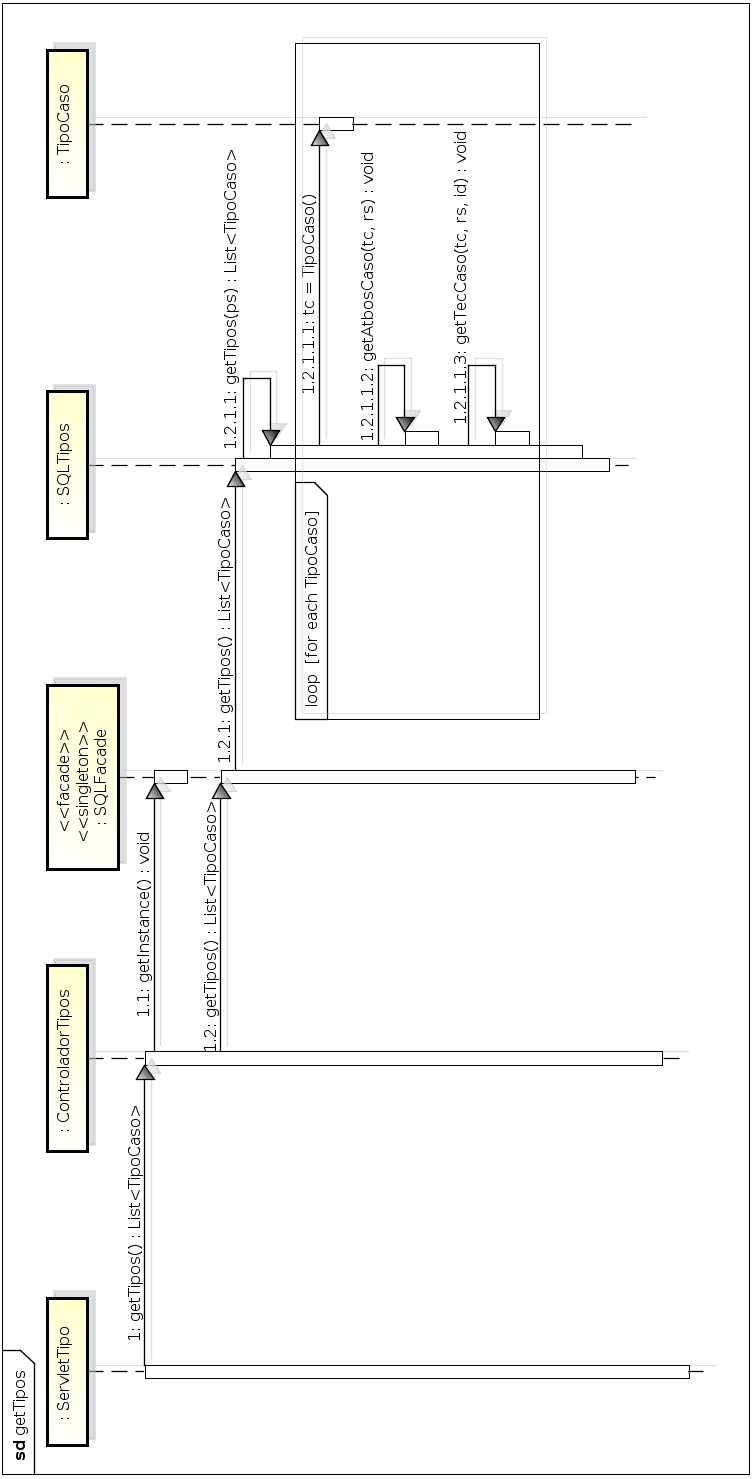 sd getTipos
: ServletTipo
: ControladorTipos
<<facade>>
<<singleton>>
: SQLFacade
: SQLTipos
: TipoCaso
1: getTipos() : List<TipoCaso>
1.1: getInstance() : void
1.2: getTipos() : List<TipoCaso>
1.2.1: getTipos() : List<TipoCaso>
1.2.1.1: getTipos(ps) : List<TipoCaso>
loop [for each TipoCaso]
1.2.1.1.1: tc = TipoCaso()
1.2.1.1.2: getAtbosCaso(tc, rs) : void
1.2.1.1.3: getTecCaso(tc, rs, id) : void